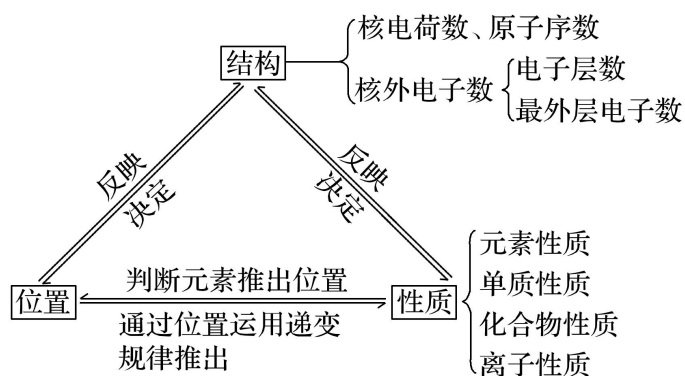 核电荷数、原子序数
结构
核外电子数
电子层数
最外层电子数
反映
决定
反映
决定
位置
判断元素推出位置
通过位置运用递变
规律推出
性质
元素性质
单质性质
化合物性质
离子性质